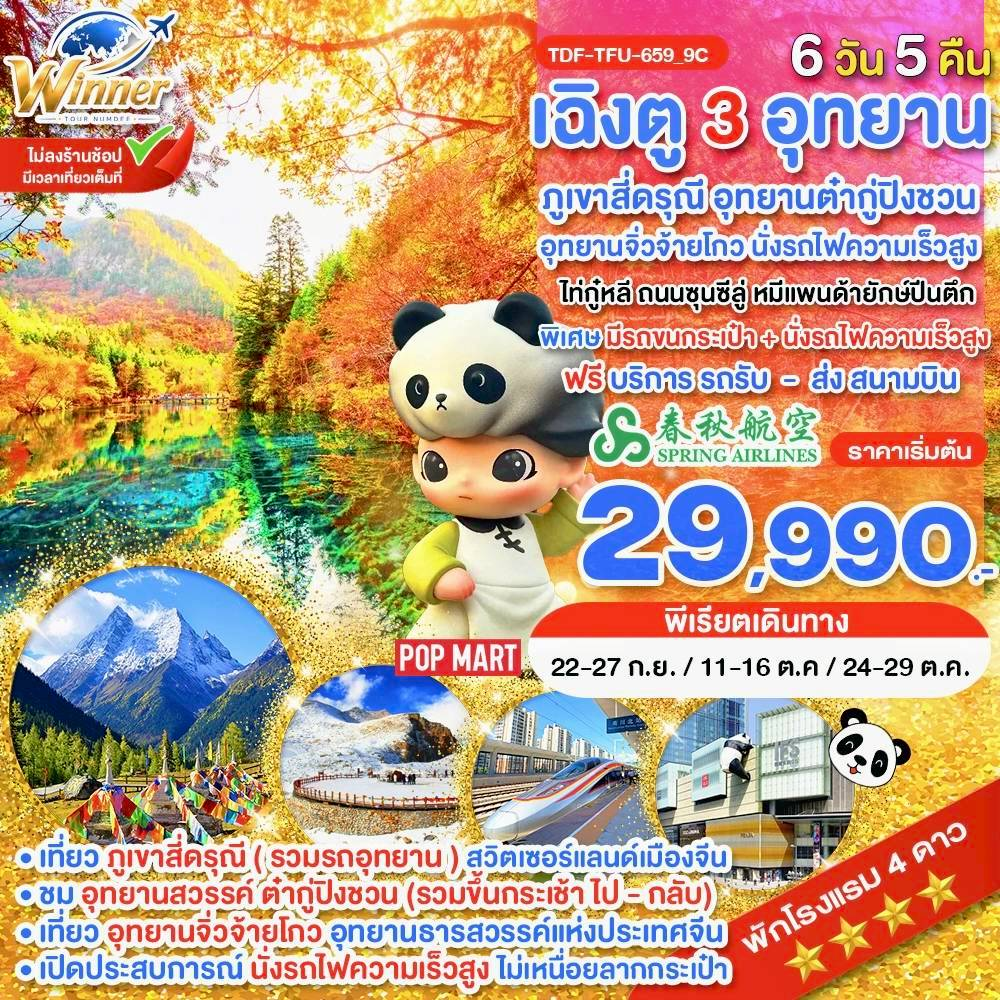 Winner
TOUR NUMDEE
ไม่ลงร้านช้อป
มีเวลาเที่ยวเต็มที่
TDF-TFU-659_9C
6 วัน 5 คืน
เฉิงตู 3 อุทยาน
ภูเขาสี่ดรุณี อุทยานต๋ากู่ปิงชวน
อุทยานจิ่วจ้ายโกว นั่งรถไฟความเร็วสูง
ไท่กู๋หลี ถนนชุนซีลู่ หมีแพนด้ายักษ์ปีนตึก
พิเศษ มีรถขนกระเป๋า + นั่งรถไฟความเร็วสูง
ฟรี บริการ รถรับ - ส่ง สนามบิน
春秋航空
SPRING AIRLINES
ราคาเริ่มต้น
29,990.-
พีเรียตเดินทาง
22-27 ก.ย. / 11-16 ต.ค / 24-29 ต.ค.
POP MART
IFS
• เที่ยว ภูเขาสี่ดรุณี ( รวมรถอุทยาน ) สวิตเซอร์แลนด์เมืองจีน
• ชม อุทยานสวรรค์ ต๋ากู่ปิงชวน (รวมขึ้นกระเช้า ไป - กลับ)
• เที่ยว อุทยานจิ่วจ้ายโกว อุทยานธารสวรรค์แห่งประเทศจีน
• เปิดประสบการณ์ นั่งรถไฟความเร็วสูง ไม่เหนื่อยลากกระเป๋า
พักโรงแรม 4 ดาว